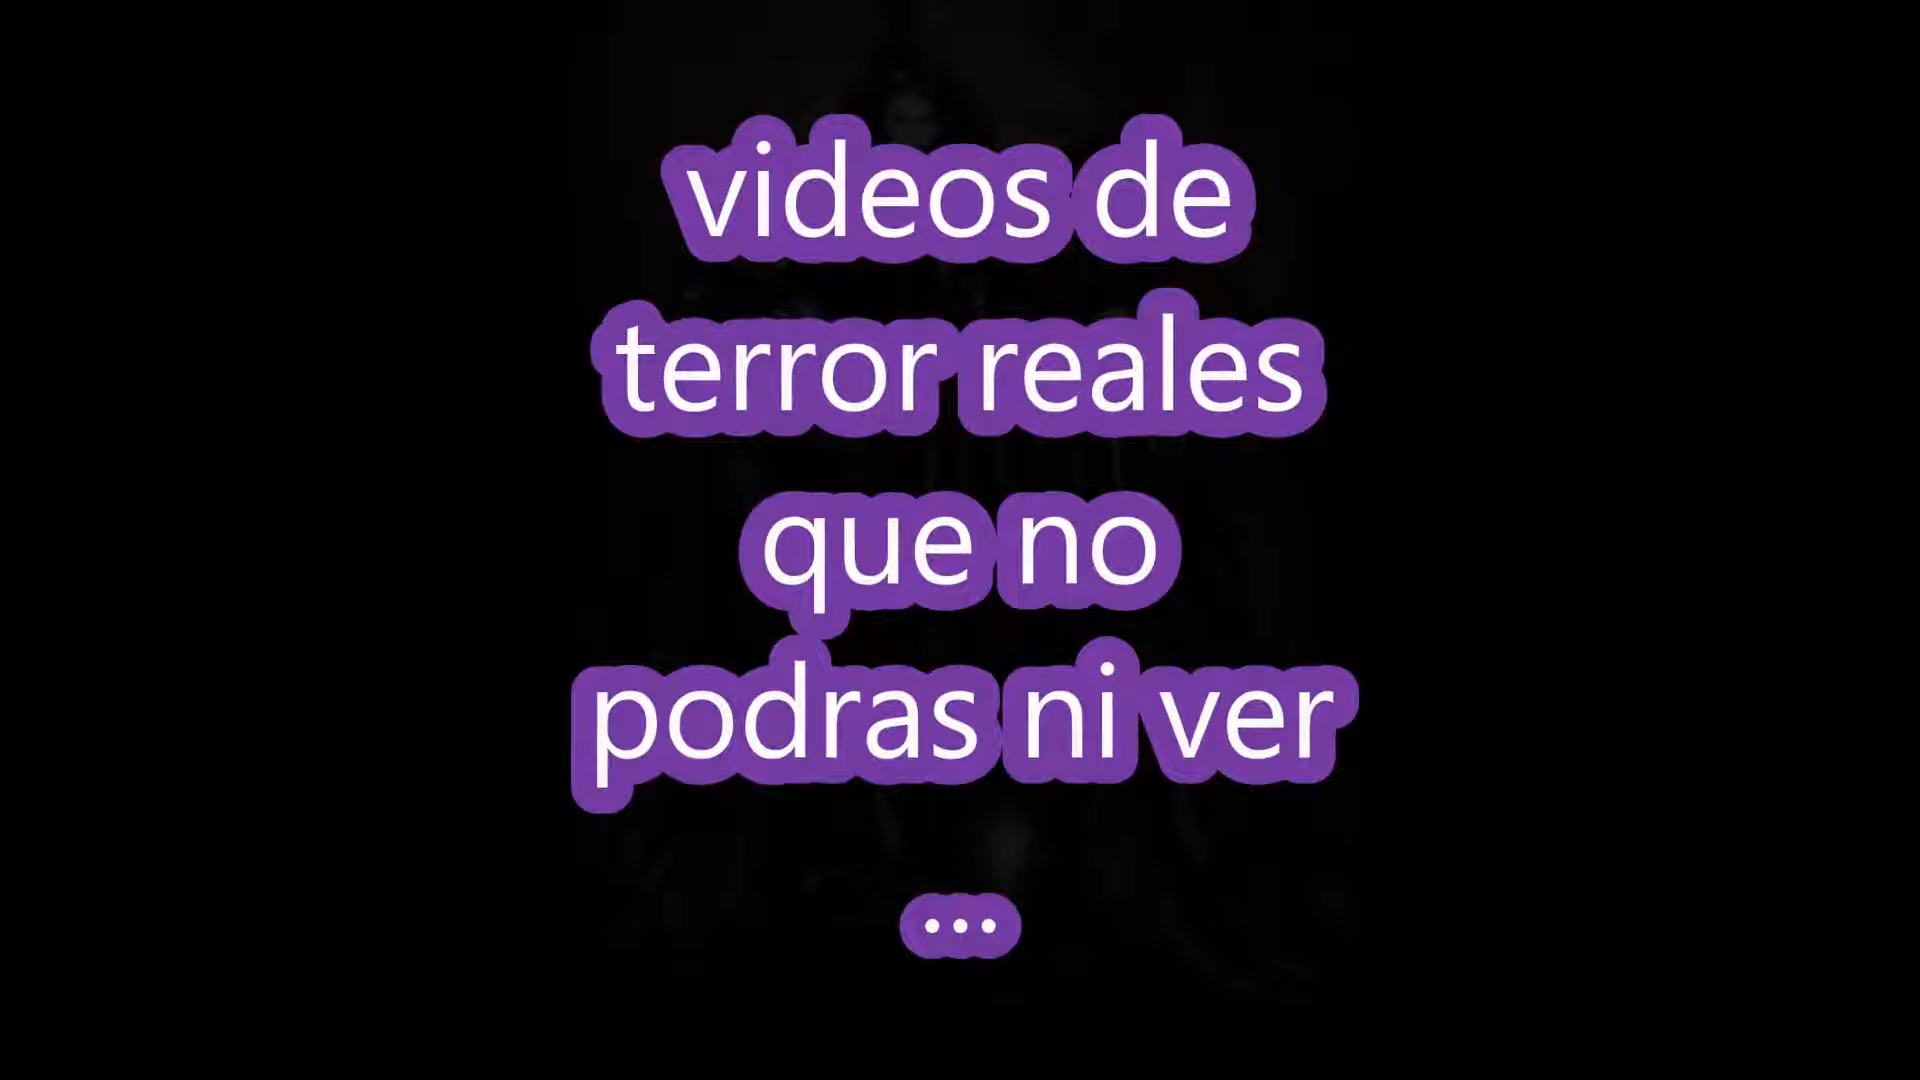 videos de
terror reales
que no
podras ni ver
...